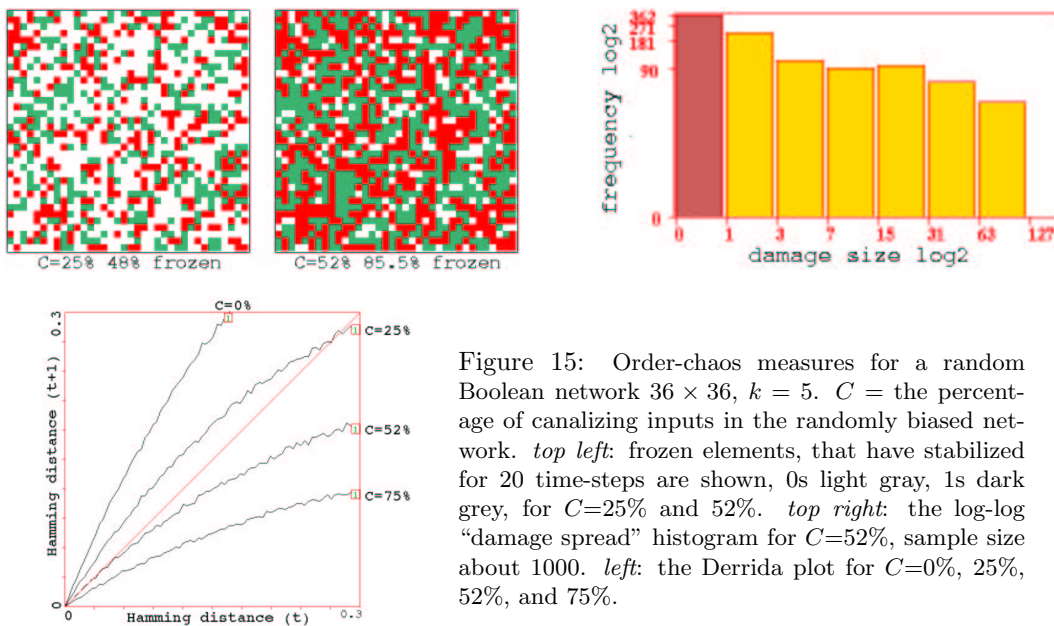 C=25% 48% frozen
C=52% 85.5% frozen
frequency log2
362
271
181
90
0
0 1 3 7 15 31 63 127
damage size log2
C=0%
0.3
C=25%
C=52%
C=75%
Hamming distance (t+1)
0
0
Hamming distance (t)
0.3
Figure 15: Order-chaos measures for a random
Boolean network 36 × 36, k = 5. C = the percent-
age of canalizing inputs in the randomly biased net-
work. top left: frozen elements, that have stabilized
for 20 time-steps are shown, 0s light gray, 1s dark
grey, for C=25% and 52%. top right: the log-log
“damage spread” histogram for C=52%, sample size
about 1000. left: the Derrida plot for C=0%, 25%,
52%, and 75%.